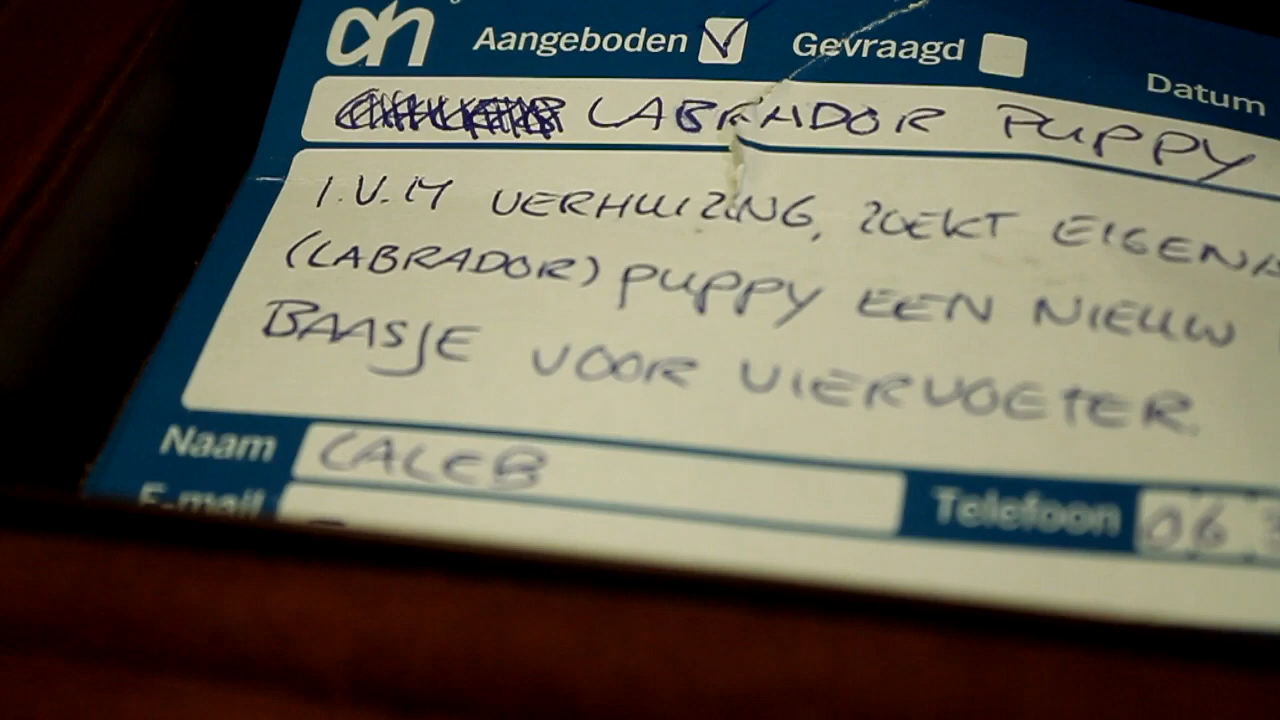 ah
Aangeboden Gevraagd Datum
LABRADOR PUPPY
I.V.M VERHUIZING, ZOEKT EIGENA
(LABRADOR) PUPPY EEN NIEUW
BAASJE VOOR VIERVOETER.
Naam CALEB Telefoon 06 3
E-mail